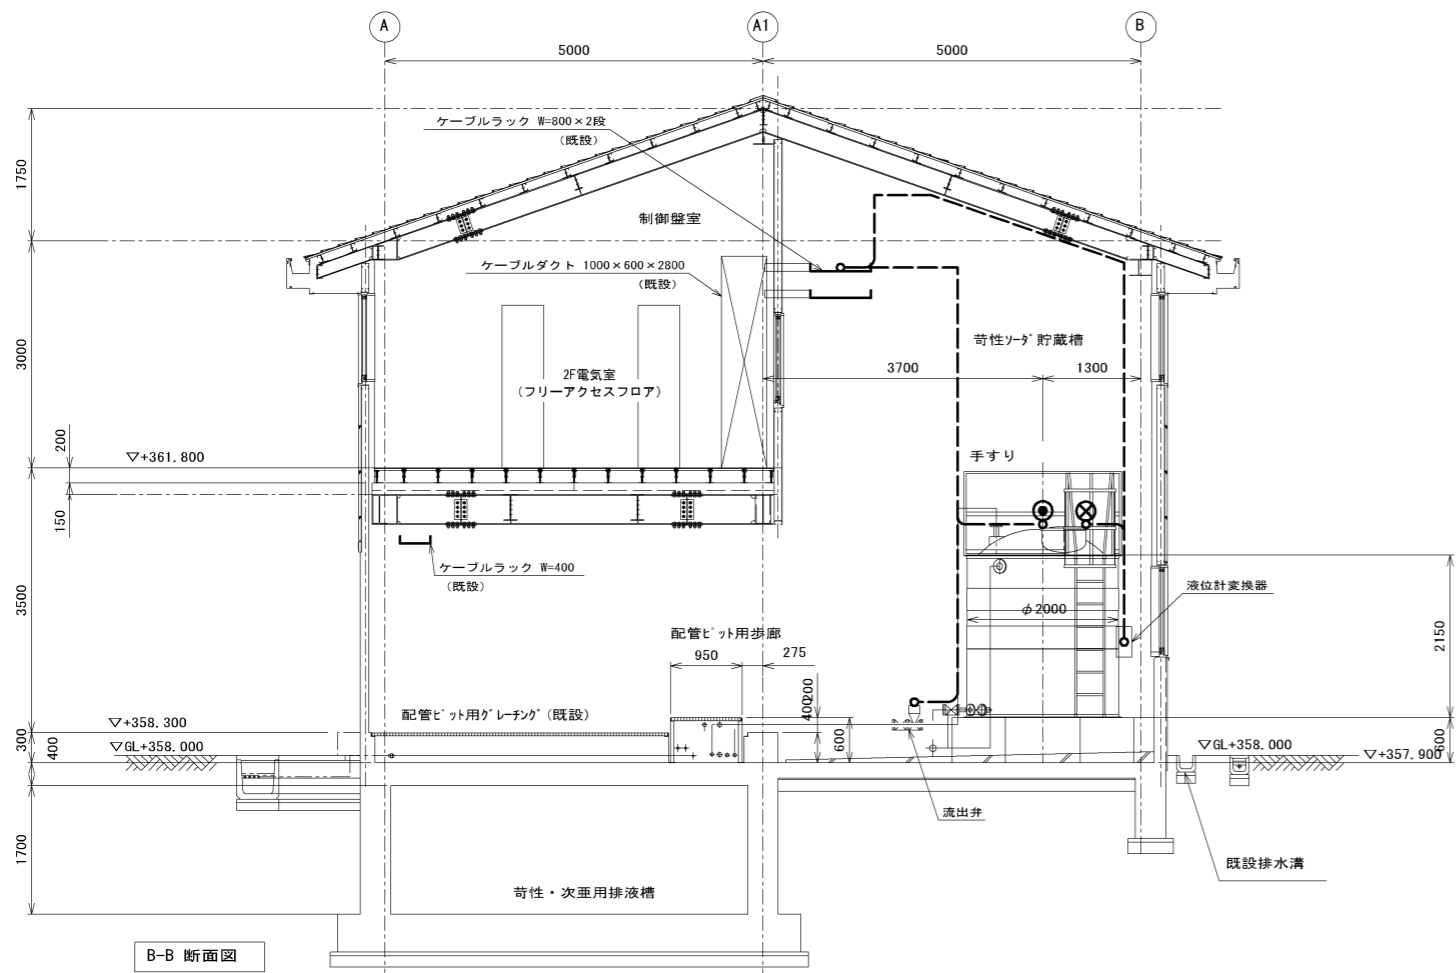 A
A1
B
5000
5000
ケーブルラック W=800×2段
(既設)
1750
制御盤室
ケーブルダクト 1000×600×2800
(既設)
苛性ｿｰﾀﾞ貯蔵槽
3000
3700
1300
2F電気室
(フリーアクセスフロア)
200
▽+361.800
手すり
150
ケーブルラック W=400
(既設)
液位計変換器
3500
φ2000
2150
配管ﾋﾟｯﾄ用歩廊
950
275
配管ﾋﾟｯﾄ用ｸﾞﾚｰﾁﾝｸﾞ(既設)
200
400
600
600
▽+358.300
300
400
▽GL+358.000
▽GL+358.000
▽+357.900
流出弁
1700
既設排水溝
苛性・次亜用排液槽
B-B 断面図